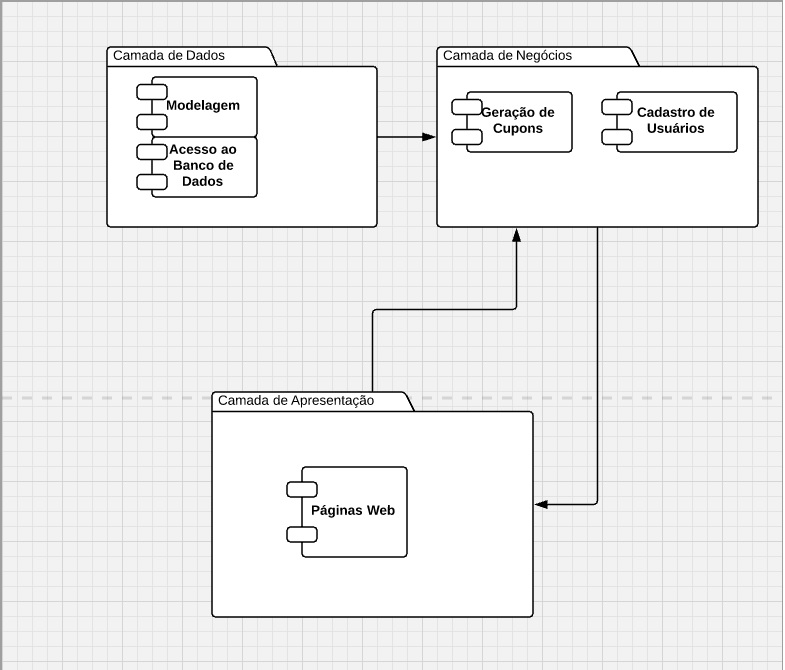 Camada de Dados
Modelagem
Acesso ao
Banco de
Dados
Camada de Negócios
Geração de
Cupons
Cadastro de
Usuários
Camada de Apresentação
Páginas Web